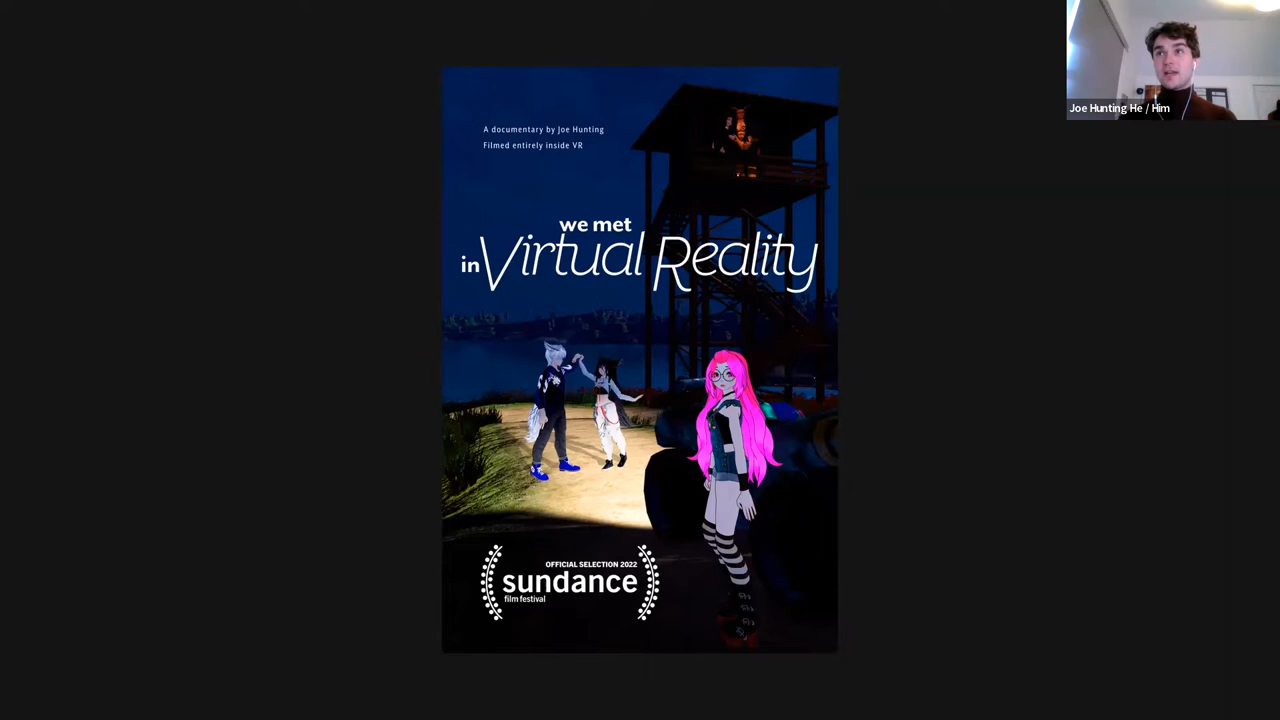 A documentary by Joe Hunting
Filmed entirely inside VR
we met
in Virtual Reality
OFFICIAL SELECTION 2022
sundance
film festival
Joe Hunting He / Him